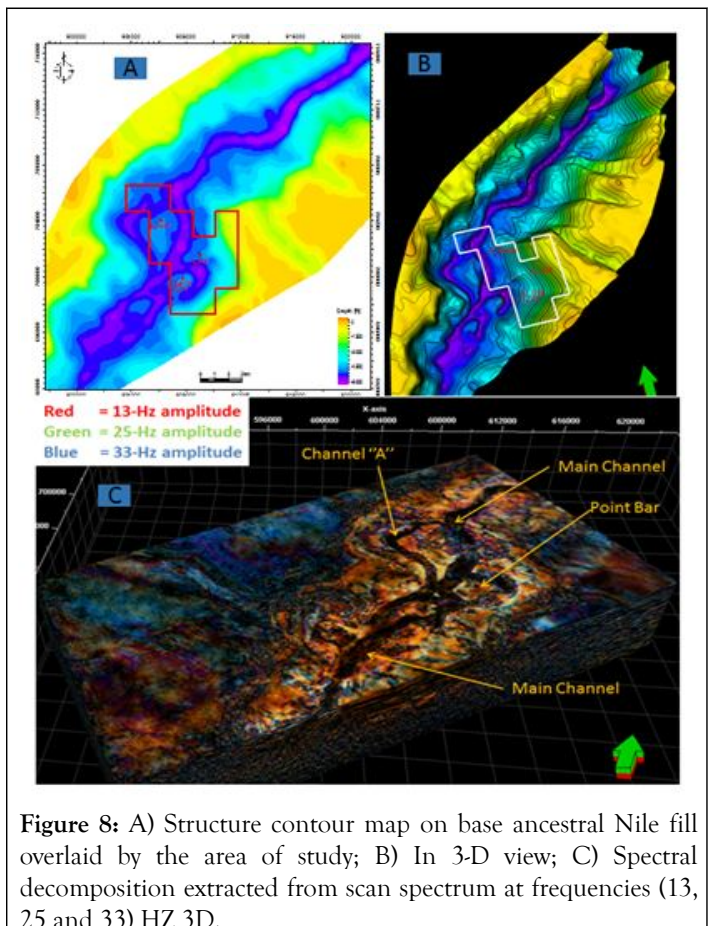 A
B
Depth [ft]
Red = 13-Hz amplitude
Green = 25-Hz amplitude
Blue = 33-Hz amplitude
X-axis
596000 600000 604000 600000 612000 616000 620000
Channel "A"
Main Channel
700000
C
Point Bar
Main Channel
Figure 8: A) Structure contour map on base ancestral Nile fill
overlaid by the area of study; B) In 3-D view; C) Spectral
decomposition extracted from scan spectrum at frequencies (13,
25 and 33) HZ 3D.